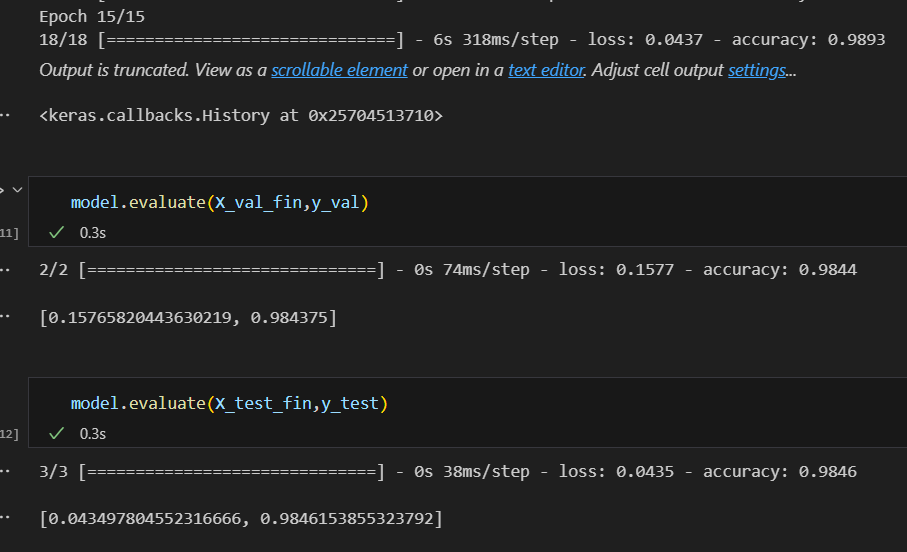 Epoch 15/15
18/18 [==============================] - 6s 318ms/step - loss: 0.0437 - accuracy: 0.9893
Output is truncated. View as a scrollable element or open in a text editor. Adjust cell output settings...
<keras.callbacks.History at 0x25704513710>
model.evaluate(X_val_fin,y_val)
11]
0.3s
2/2 [==============================] - 0s 74ms/step - loss: 0.1577 - accuracy: 0.9844
[0.15765820443630219, 0.984375]
model.evaluate(X_test_fin,y_test)
12]
0.3s
3/3 [==============================] - 0s 38ms/step - loss: 0.0435 - accuracy: 0.9846
[0.043497804552316666, 0.9846153855323792]